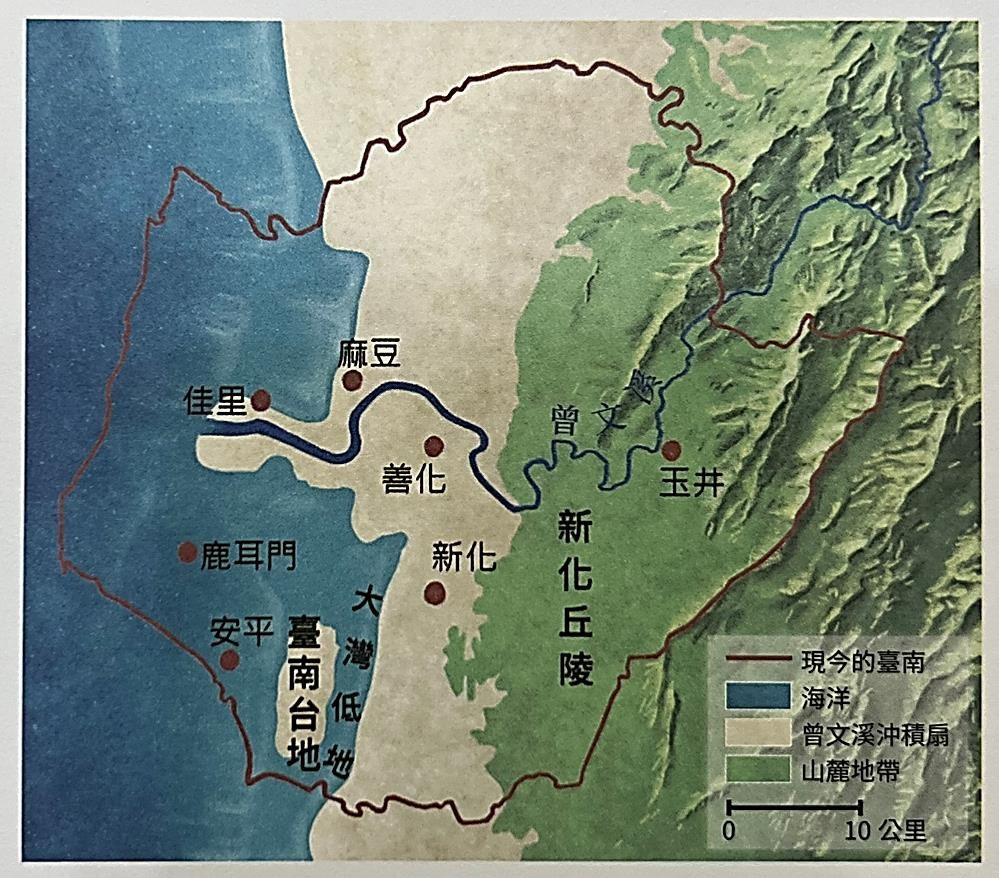 麻豆
佳里
曾文溪
善化
玉井
新化丘陵
鹿耳門
新化
大灣低地
安平
臺南台地
現今的臺南
海洋
曾文溪沖積扇
山麓地帶
0 10 公里